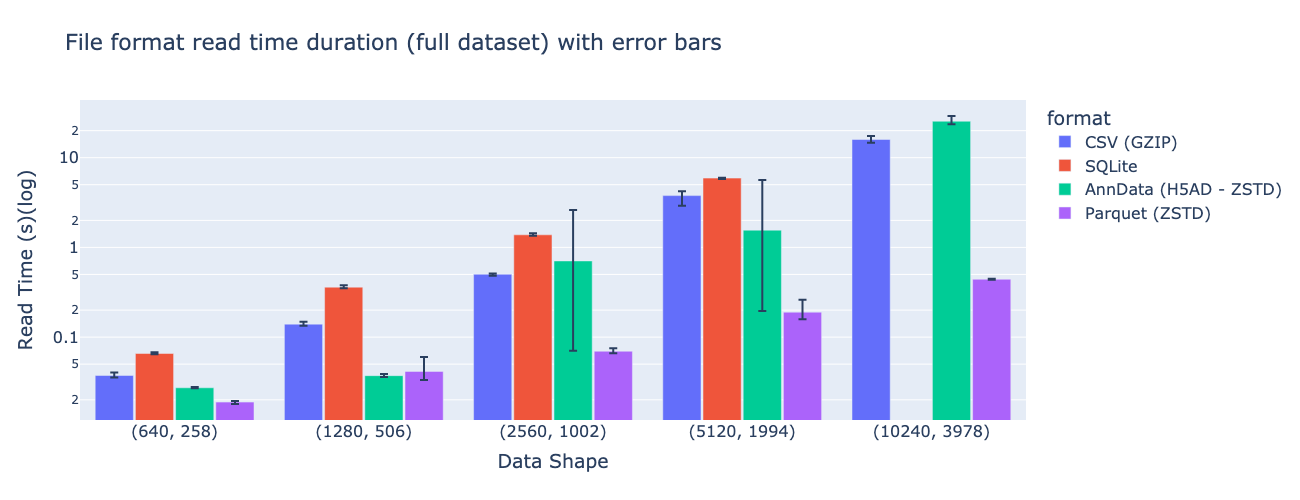 File format read time duration (full dataset) with error bars
Read Time (s)(log)
2
10
5
2
1
5
2
0.1
5
2
(640, 258)
(1280, 506)
(2560, 1002)
(5120, 1994)
(10240, 3978)
Data Shape
format
CSV (GZIP)
SQLite
AnnData (H5AD - ZSTD)
Parquet (ZSTD)